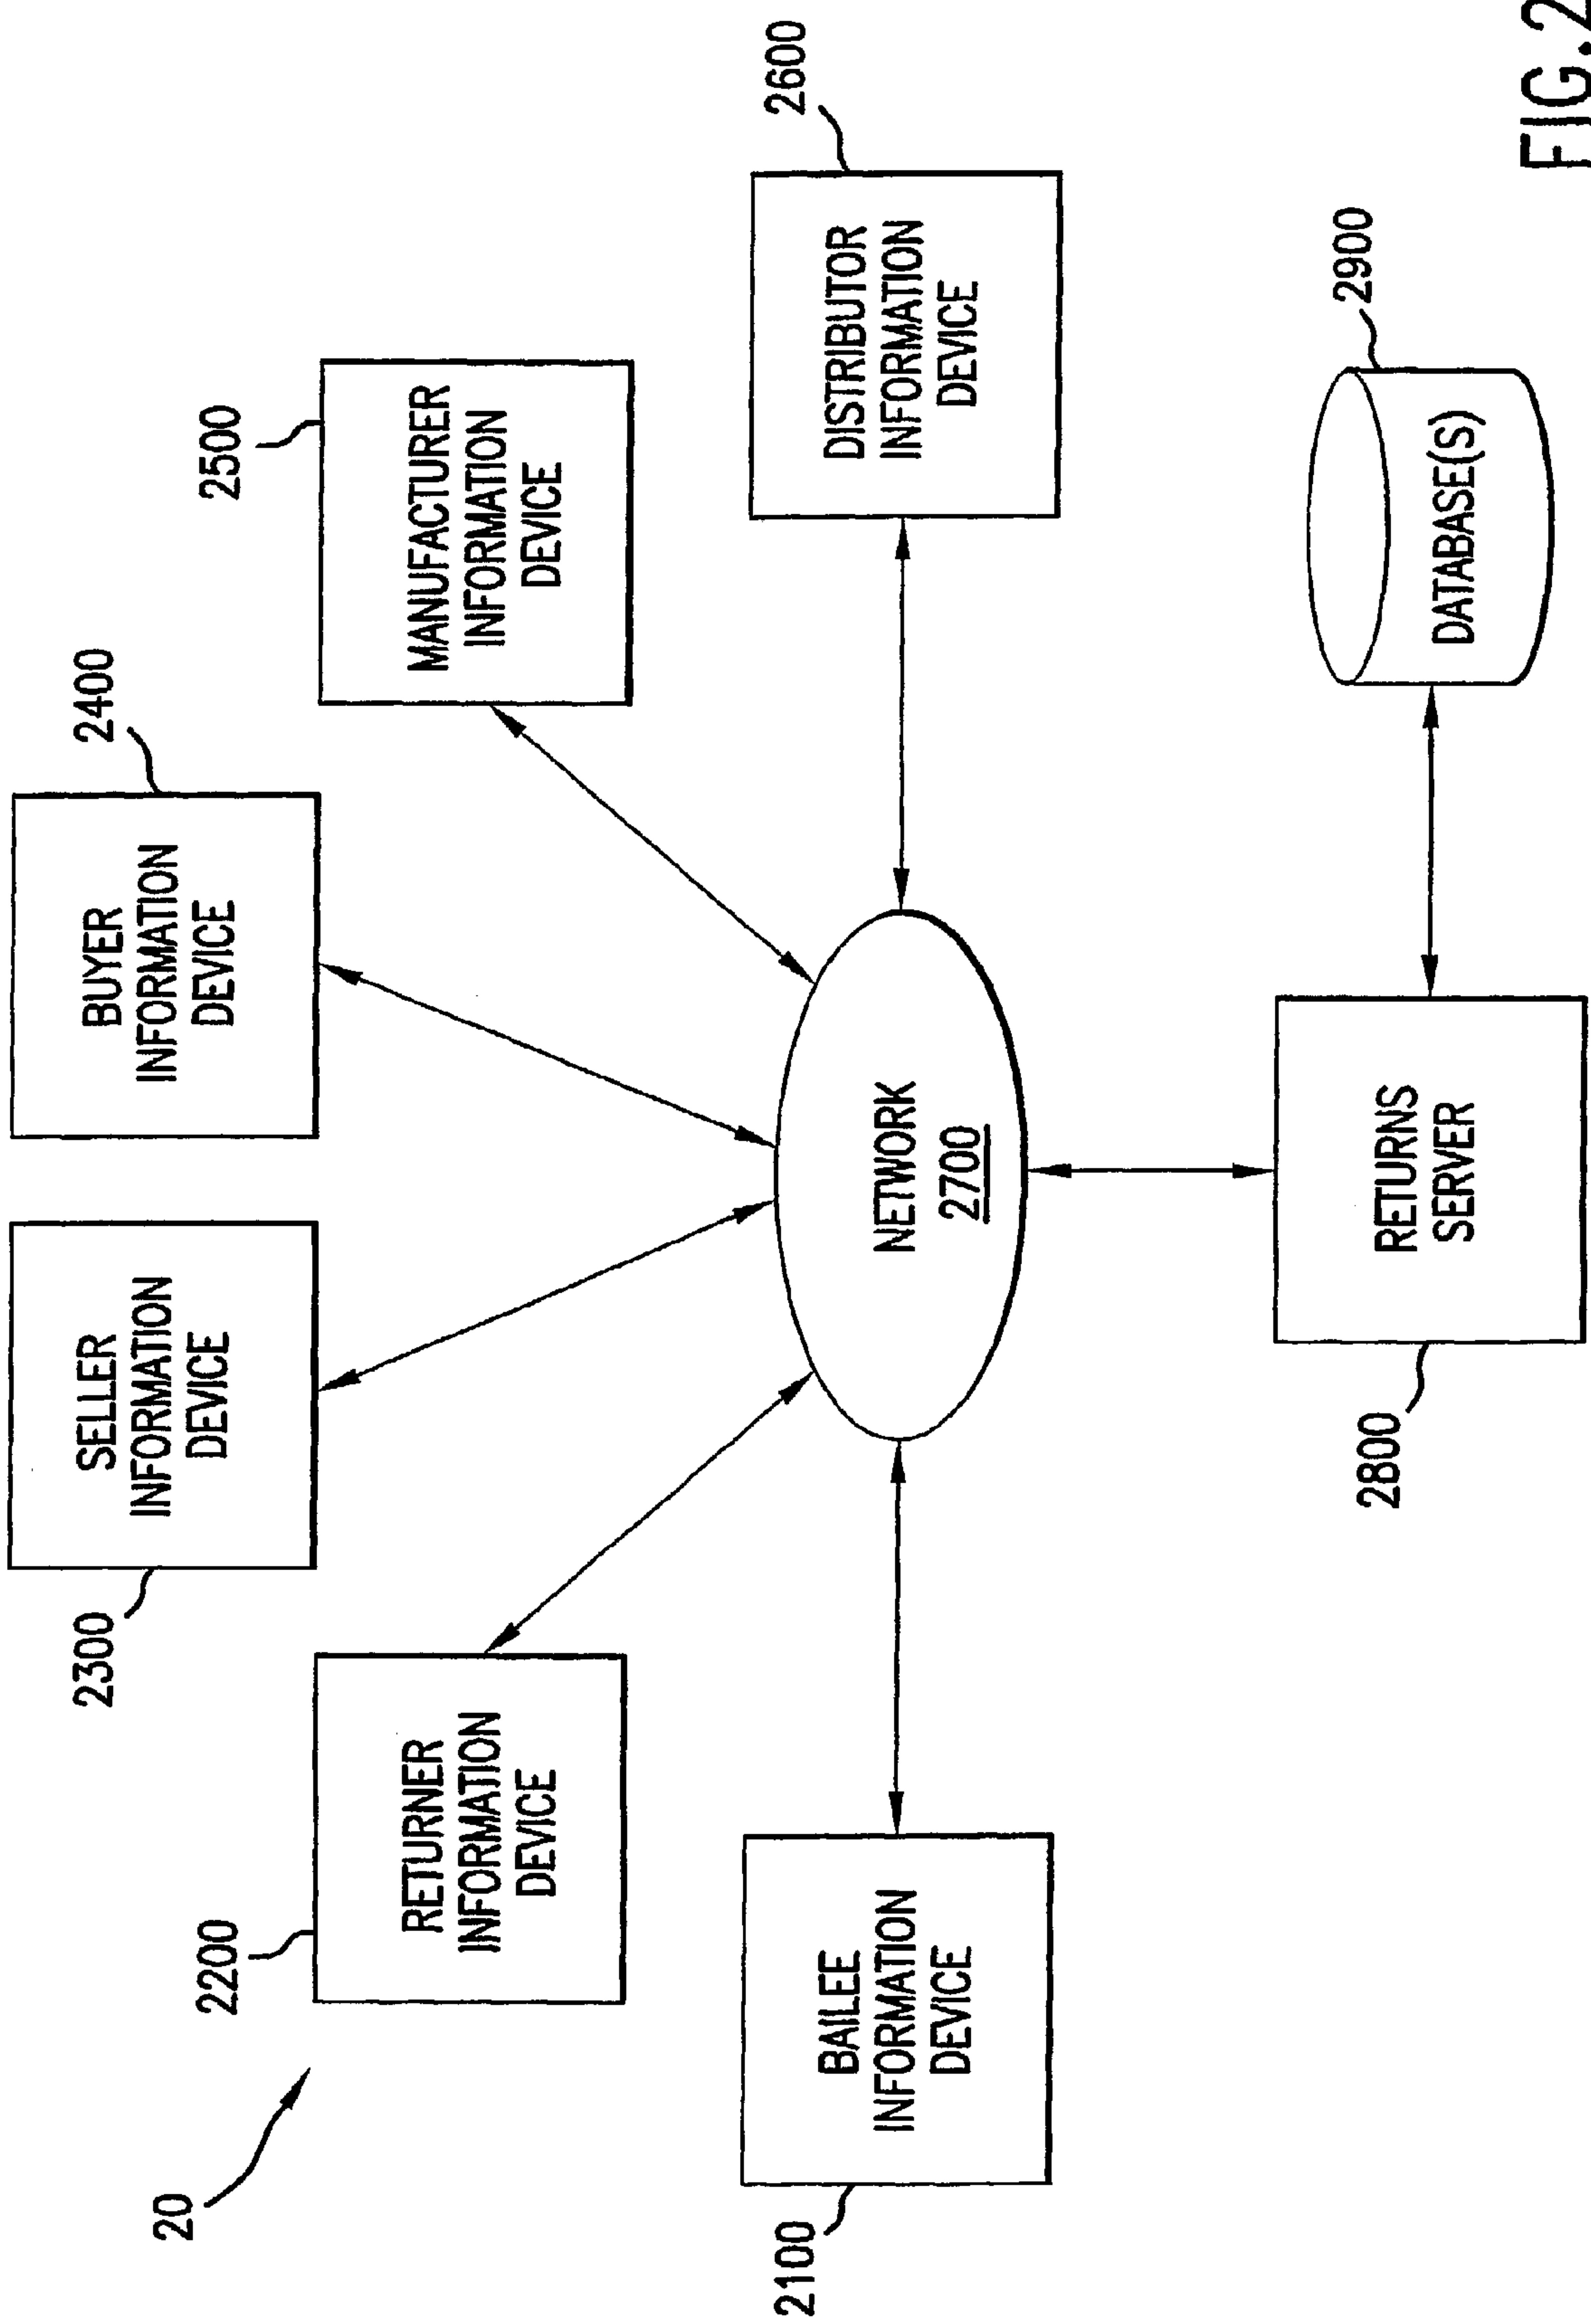 20
2100
BAILEE
INFORMATION
DEVICE
2200
RETURNER
INFORMATION
DEVICE
2300
SELLER
INFORMATION
DEVICE
2400
BUYER
INFORMATION
DEVICE
2500
MANUFACTURER
INFORMATION
DEVICE
2600
DISTRIBUTOR
INFORMATION
DEVICE
NETWORK
2700
2800
RETURNS
SERVER
2900
DATABASE(S)
FIG.2